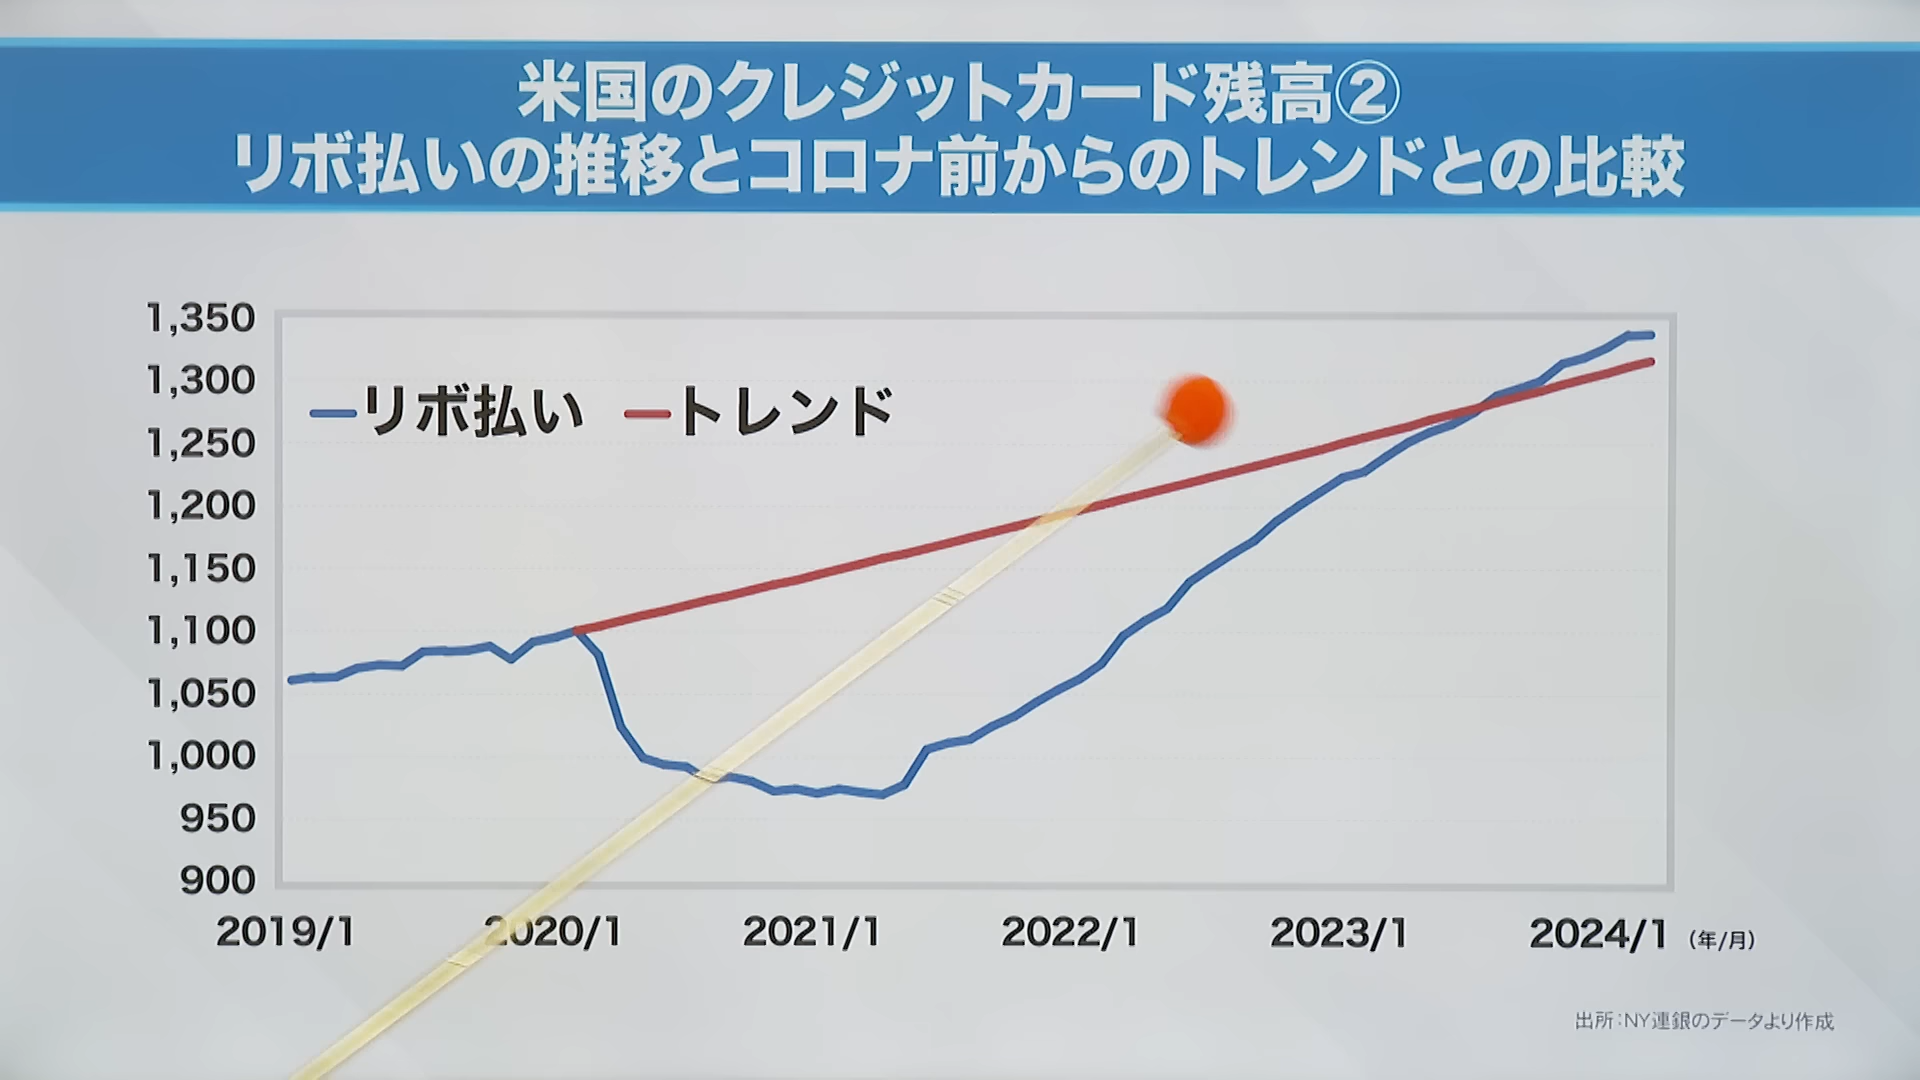 米国のクレジットカード残高②
リボ払いの推移とコロナ前からのトレンドとの比較
1,350
1,300
1,250
1,200
1,150
1,100
1,050
1,000
950
900
リボ払い トレンド
2019/1 2020/1 2021/1 2022/1 2023/1 2024/1 (年/月)
出所:NY連銀のデータより作成